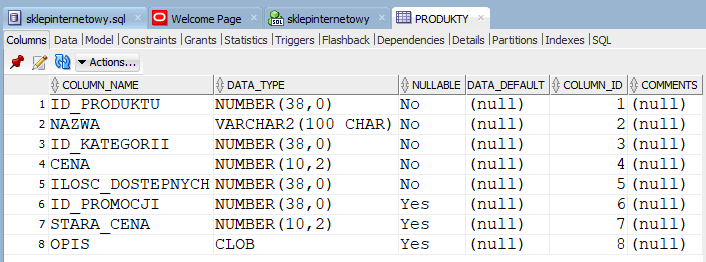 sklepinternetowy.sql Welcome Page sklepinternetowy PRODUKTY
Columns Data Model Constraints Grants Statistics Triggers Flashback Dependencies Details Partitions Indexes SQL
Actions...
COLUMN_NAME DATA_TYPE NULLABLE DATA_DEFAULT COLUMN_ID COMMENTS
1 ID_PRODUKTU NUMBER(38,0) No (null) 1 (null)
2 NAZWA VARCHAR2(100 CHAR) No (null) 2 (null)
3 ID_KATEGORII NUMBER(38,0) No (null) 3 (null)
4 CENA NUMBER(10,2) No (null) 4 (null)
5 ILOSC_DOSTEPNYCH NUMBER(38,0) No (null) 5 (null)
6 ID_PROMOCJI NUMBER(38,0) Yes (null) 6 (null)
7 STARA_CENA NUMBER(10,2) Yes (null) 7 (null)
8 OPIS CLOB Yes (null) 8 (null)